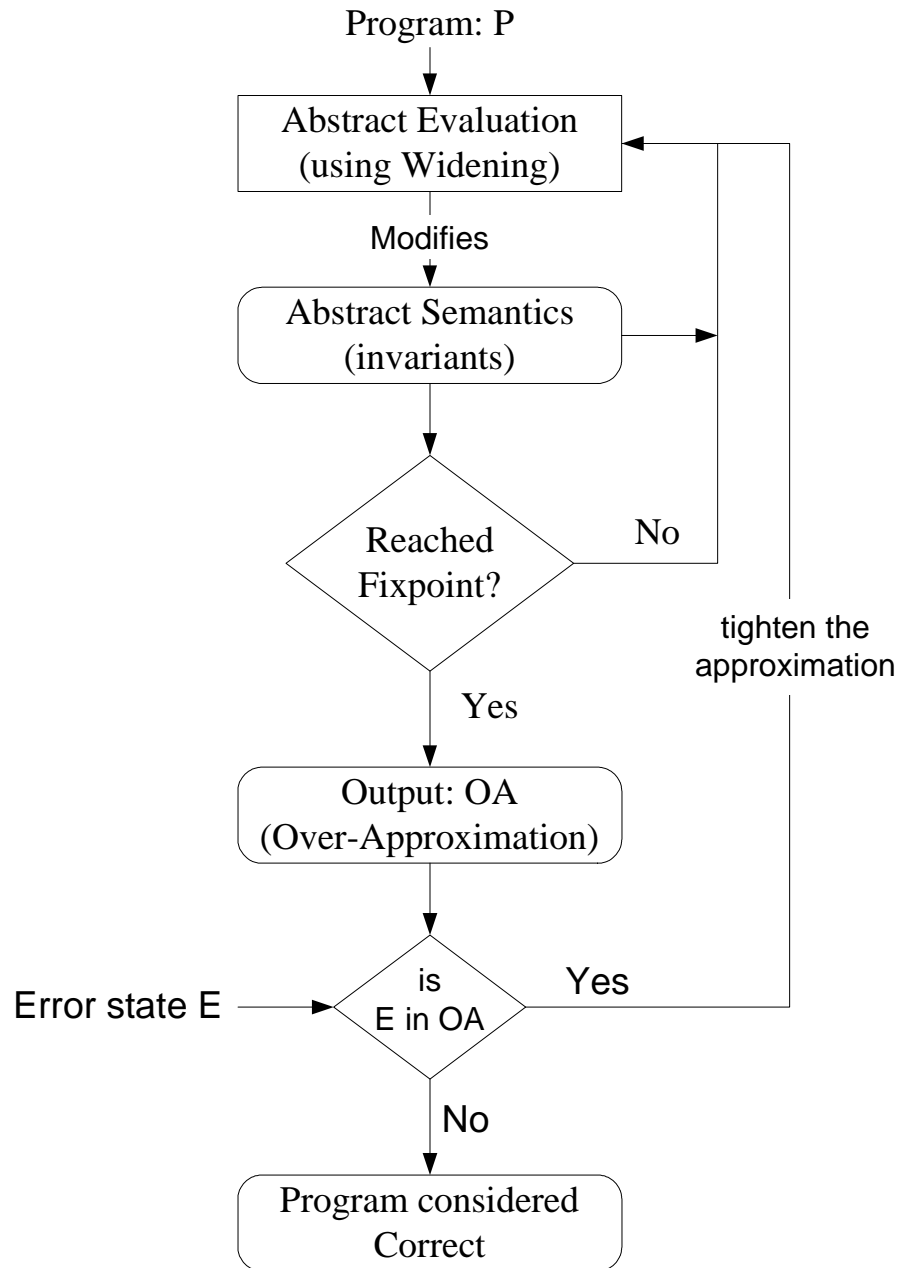 Program: P
Abstract Evaluation
(using Widening)
Modifies
Abstract Semantics
(invariants)
Reached
Fixpoint?
No
tighten the
approximation
Yes
Output: OA
(Over-Approximation)
is
E in OA
Yes
Error state E
No
Program considered
Correct